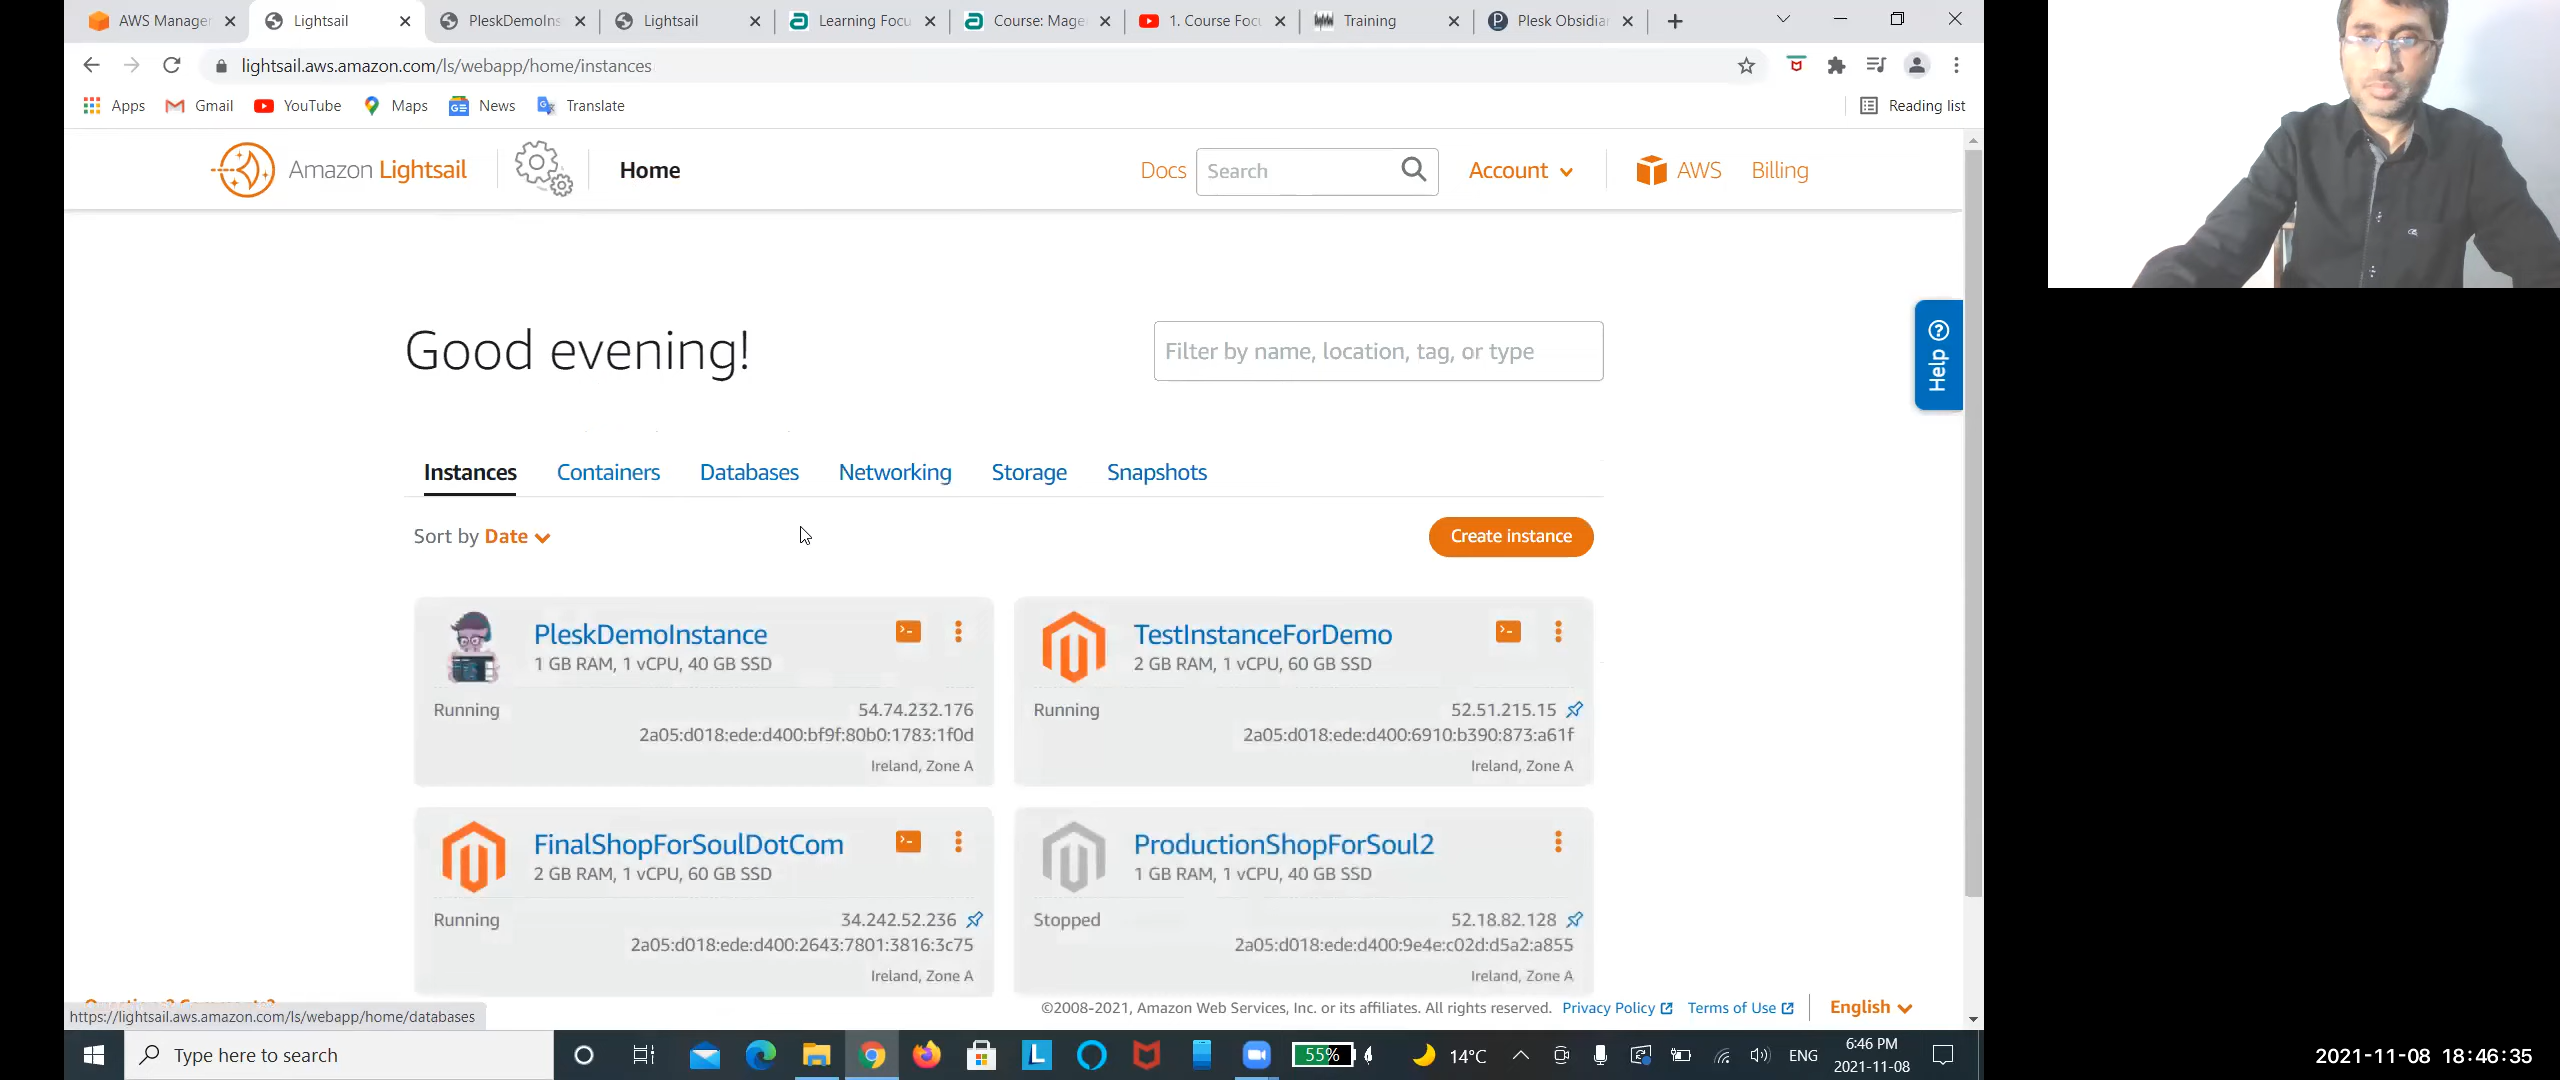 AWS Manager
Lightsail
PleskDemoIns
Lightsail
Learning Focu
Course: Mage
1. Course Focu
Training
Plesk Obsidian
lightsail.aws.amazon.com/ls/webapp/home/instances
Apps
Gmail
YouTube
Maps
News
Translate
Reading list
Amazon Lightsail
Home
Docs
Search
Account
AWS
Billing
Good evening!
Filter by name, location, tag, or type
Help
Instances
Containers
Databases
Networking
Storage
Snapshots
Sort by Date
Create instance
PleskDemoInstance
1 GB RAM, 1 vCPU, 40 GB SSD
Running
54.74.232.176
2a05:d018:ede:d400:bf9f:80b0:1783:1f0d
Ireland, Zone A
TestInstanceForDemo
2 GB RAM, 1 vCPU, 60 GB SSD
Running
52.51.215.15
2a05:d018:ede:d400:6910:b390:873:a61f
Ireland, Zone A
FinalShopForSoulDotCom
2 GB RAM, 1 vCPU, 60 GB SSD
Running
34.242.52.236
2a05:d018:ede:d400:2643:7801:3816:3c75
Ireland, Zone A
ProductionShopForSoul2
1 GB RAM, 1 vCPU, 40 GB SSD
Stopped
52.18.82.128
2a05:d018:ede:d400:9e4e:c02d:d5a2:a855
Ireland, Zone A
©2008-2021, Amazon Web Services, Inc. or its affiliates. All rights reserved.
Privacy Policy
Terms of Use
English
https://lightsail.aws.amazon.com/ls/webapp/home/databases
Type here to search
55%
14°C
ENG
6:46 PM
2021-11-08
2021-11-08 18:46:35